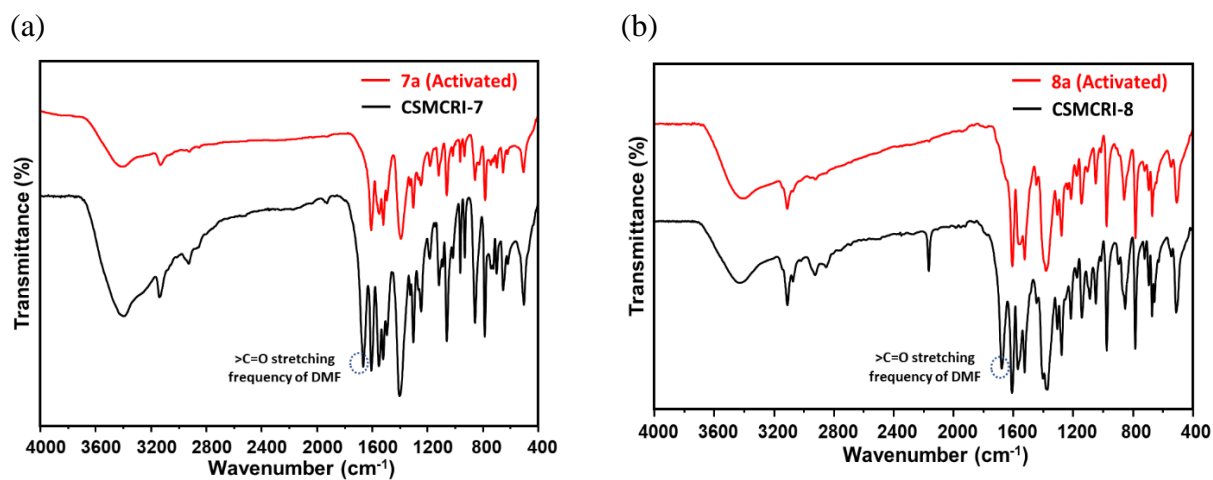 (a)
7a (Activated)
CSMCRI-7
Transmittance (%)
>C=O stretching
frequency of DMF
4000 3600 3200 2800 2400 2000 1600 1200 800 400
Wavenumber (cm⁻¹)
(b)
8a (Activated)
CSMCRI-8
Transmittance (%)
>C=O stretching
frequency of DMF
4000 3600 3200 2800 2400 2000 1600 1200 800 400
Wavenumber (cm⁻¹)